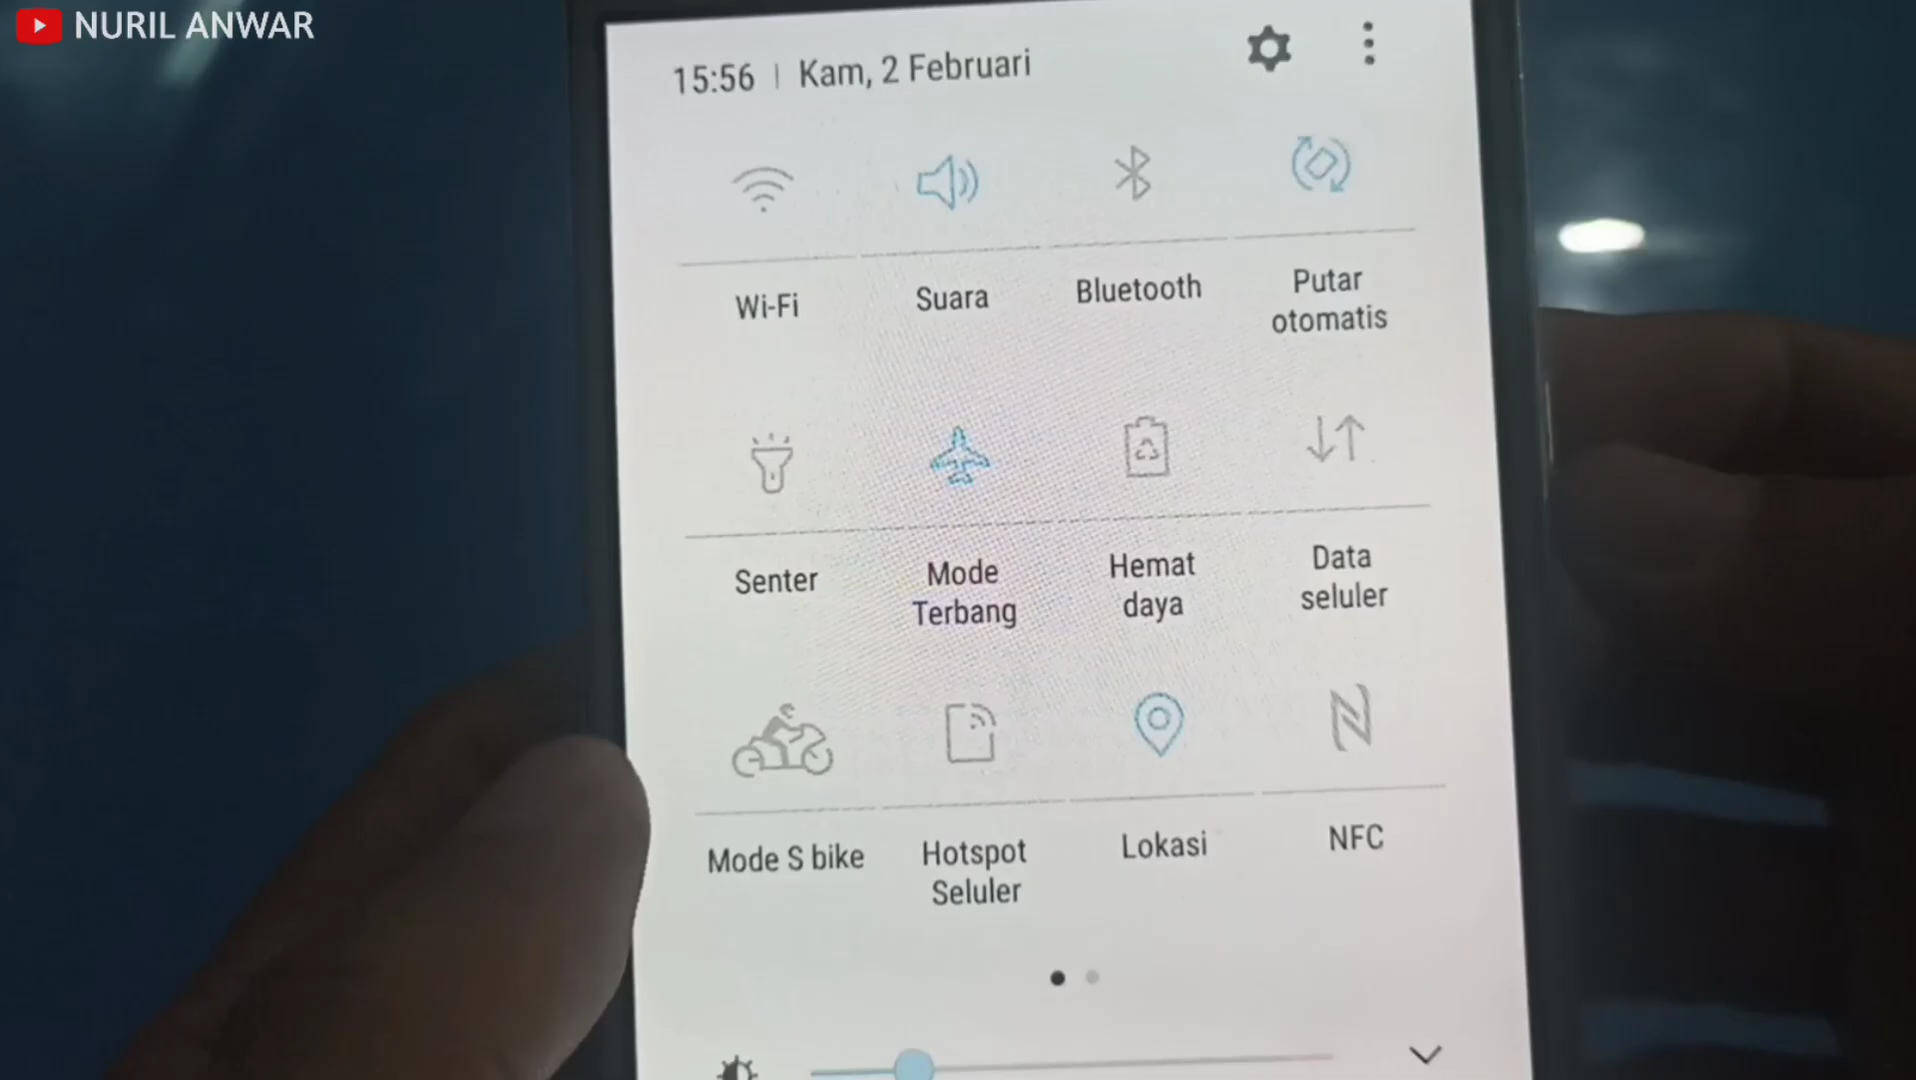 NURIL ANWAR
15:56 | Kam, 2 Februari
Wi-Fi
Suara
Bluetooth
Putar
otomatis
Senter
Mode
Terbang
Hemat
daya
Data
seluler
Mode S bike
Hotspot
Seluler
Lokasi
NFC